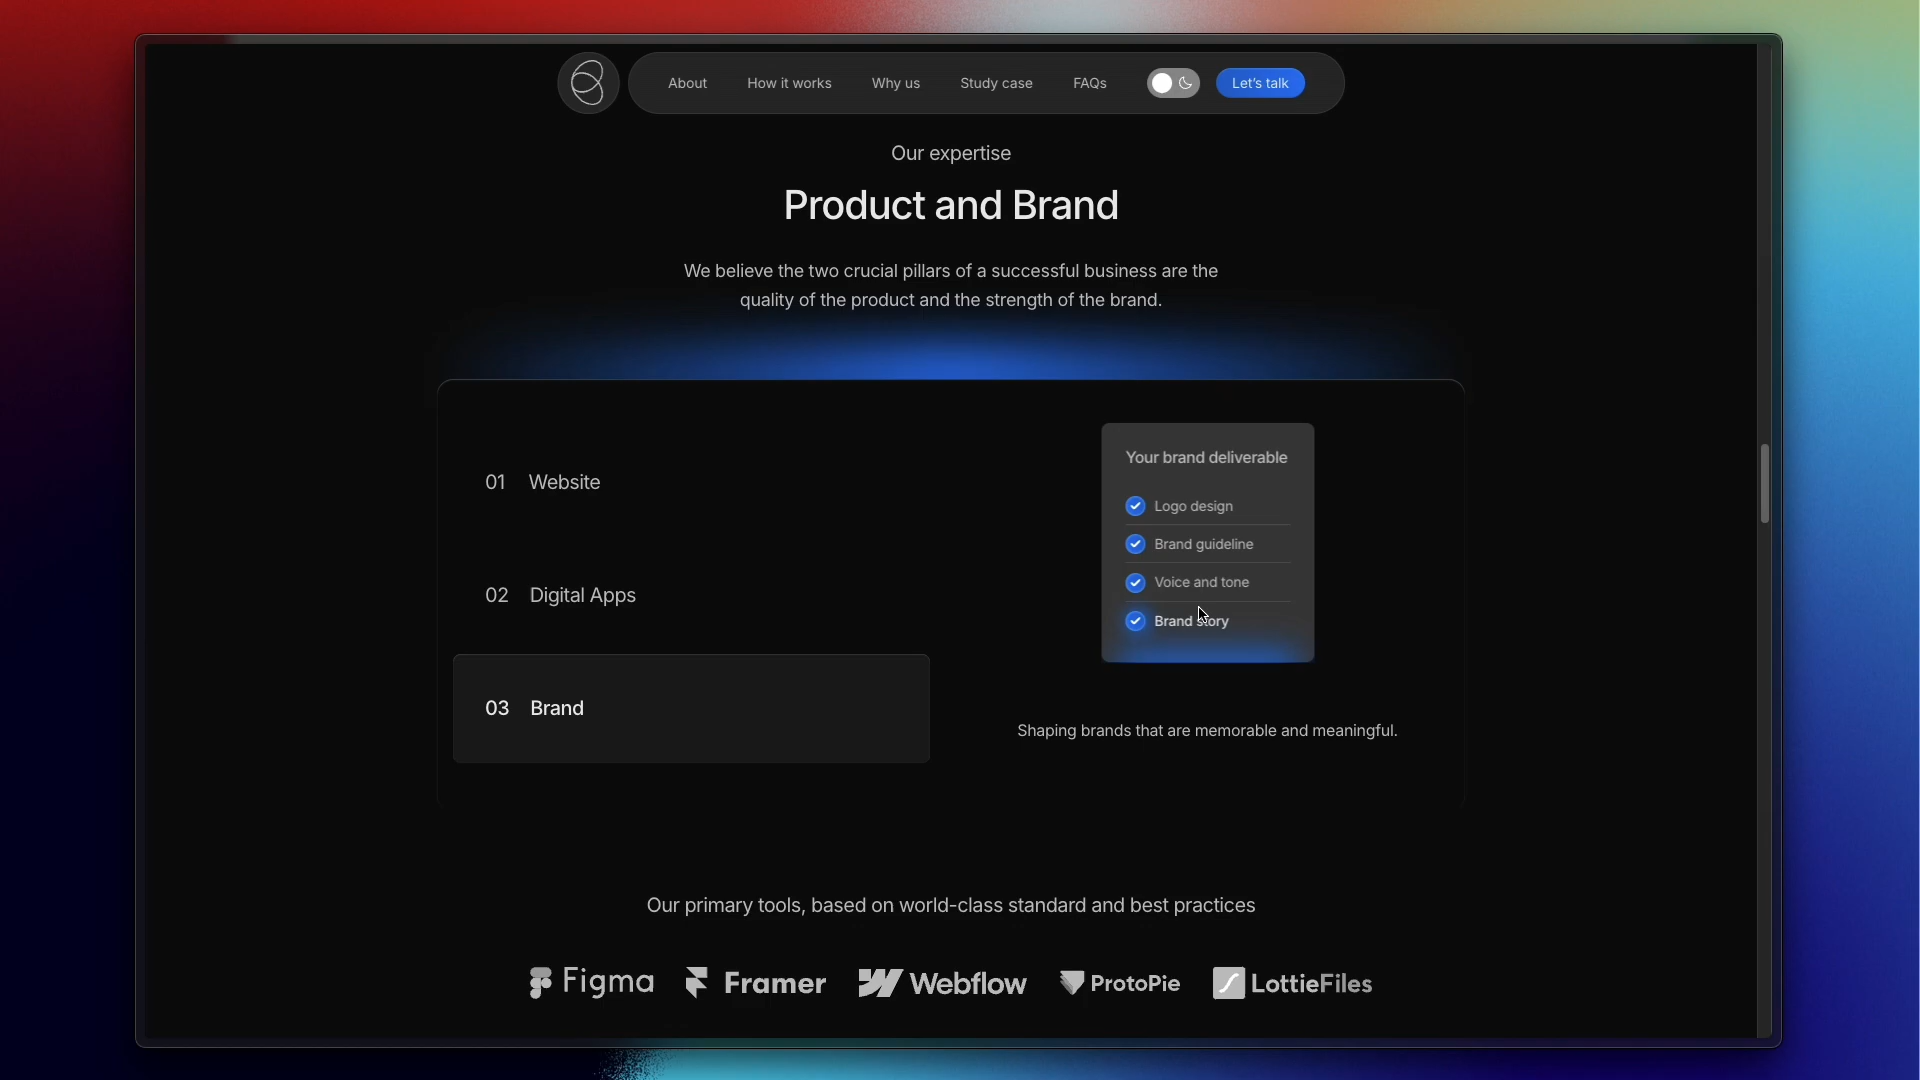 About
How it works
Why us
Study case
FAQs
Let's talk
Our expertise
Product and Brand
We believe the two crucial pillars of a successful business are the
quality of the product and the strength of the brand.
01 Website
02 Digital Apps
03 Brand
Your brand deliverable
Logo design
Brand guideline
Voice and tone
Brand story
Shaping brands that are memorable and meaningful.
Our primary tools, based on world-class standard and best practices
Figma
Framer
Webflow
ProtoPie
LottieFiles